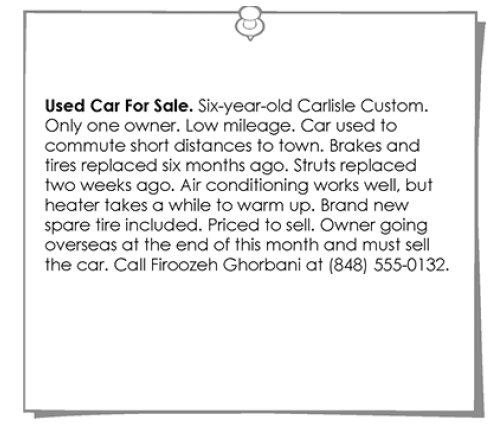 Used Car For Sale. Six-year-old Carlisle Custom.
Only one owner. Low mileage. Car used to
commute short distances to town. Brakes and
tires replaced six months ago. Struts replaced
two weeks ago. Air conditioning works well, but
heater takes a while to warm up. Brand new
spare tire included. Priced to sell. Owner going
overseas at the end of this month and must sell
the car. Call Firoozeh Ghorbani at (848) 555-0132.